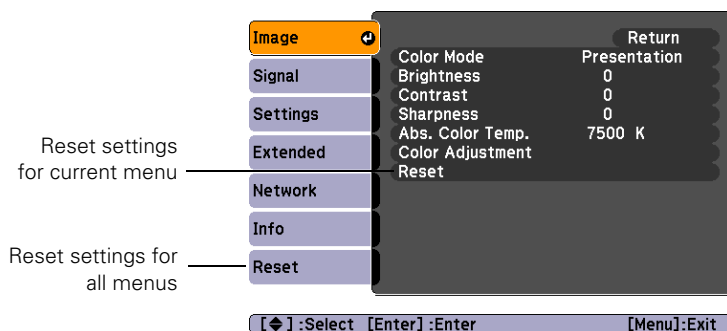 Image
Signal
Settings
Extended
Network
Info
Reset
Return
Color Mode Presentation
Brightness 0
Contrast 0
Sharpness 0
Abs. Color Temp. 7500 K
Color Adjustment
Reset
Reset settings
for current menu
Reset settings for
all menus
[◆] :Select [Enter] :Enter [Menu]:Exit